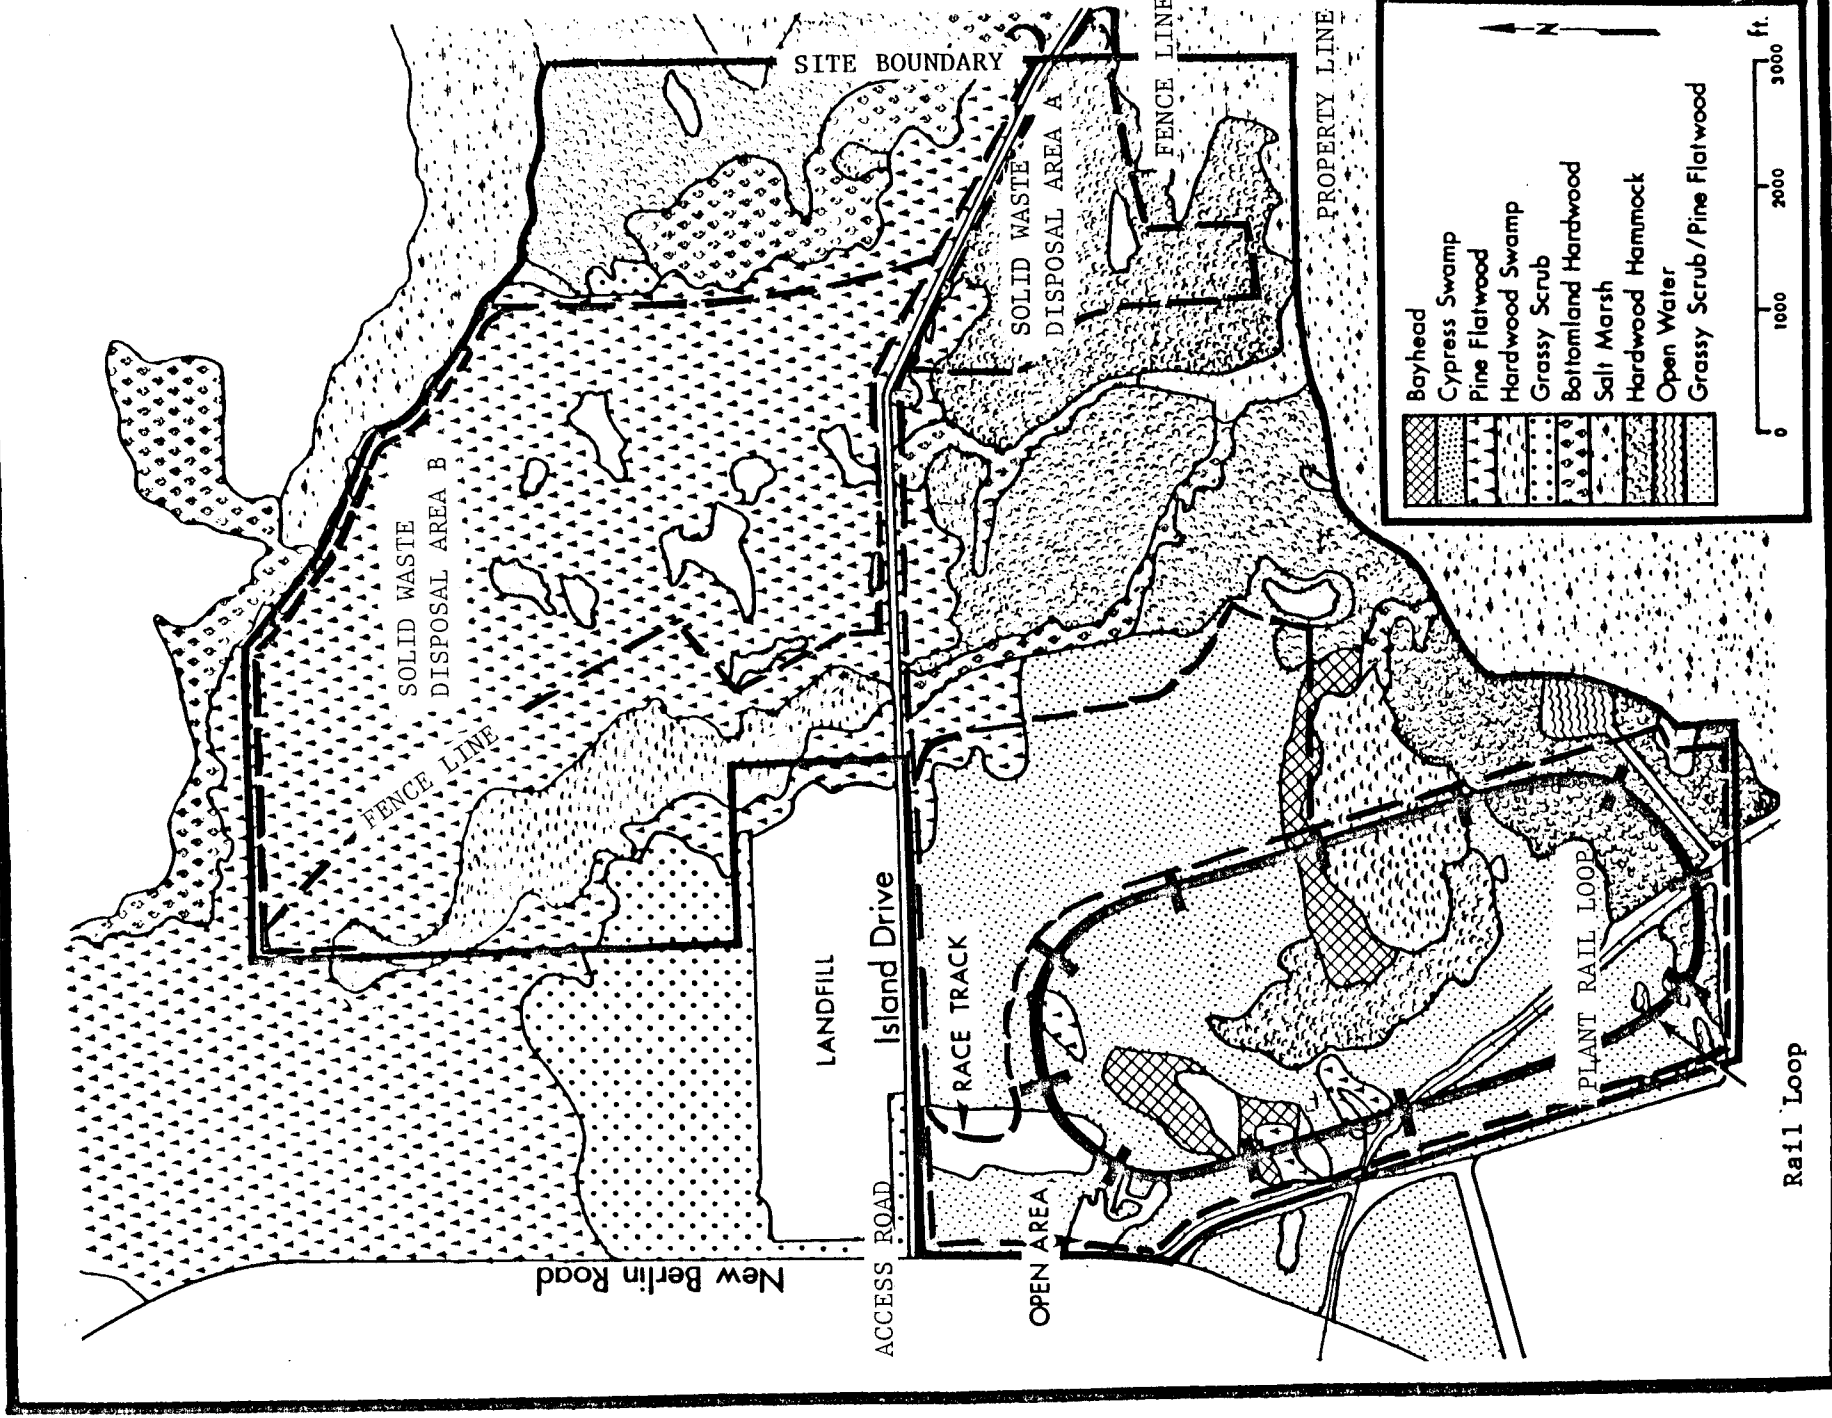 SITE BOUNDARY
SOLID WASTE
DISPOSAL AREA B
FENCE LINE
SOLID WASTE
DISPOSAL AREA A
FENCE LINE
PROPERTY LINE
LANDFILL
Island Drive
New Berlin Road
ACCESS ROAD
RACE TRACK
OPEN AREA
PLANT RAIL LOOP
Rail Loop
N
Bayhead
Cypress Swamp
Pine Flatwood
Hardwood Swamp
Grassy Scrub
Bottomland Hardwood
Salt Marsh
Hardwood Hammock
Open Water
Grassy Scrub/Pine Flatwood
0 1000 2000 3000 ft.